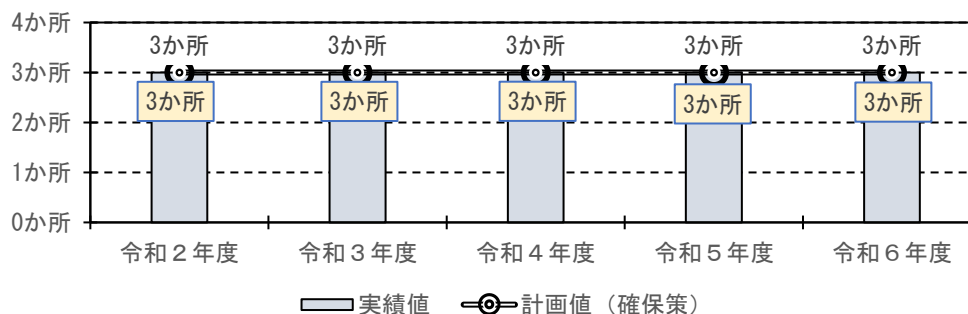 4か所
3か所
2か所
1か所
0か所
3か所 3か所 3か所 3か所 3か所
3か所 3か所 3か所 3か所 3か所
令和２年度 令和３年度 令和４年度 令和５年度 令和６年度
実績値 計画値（確保策）